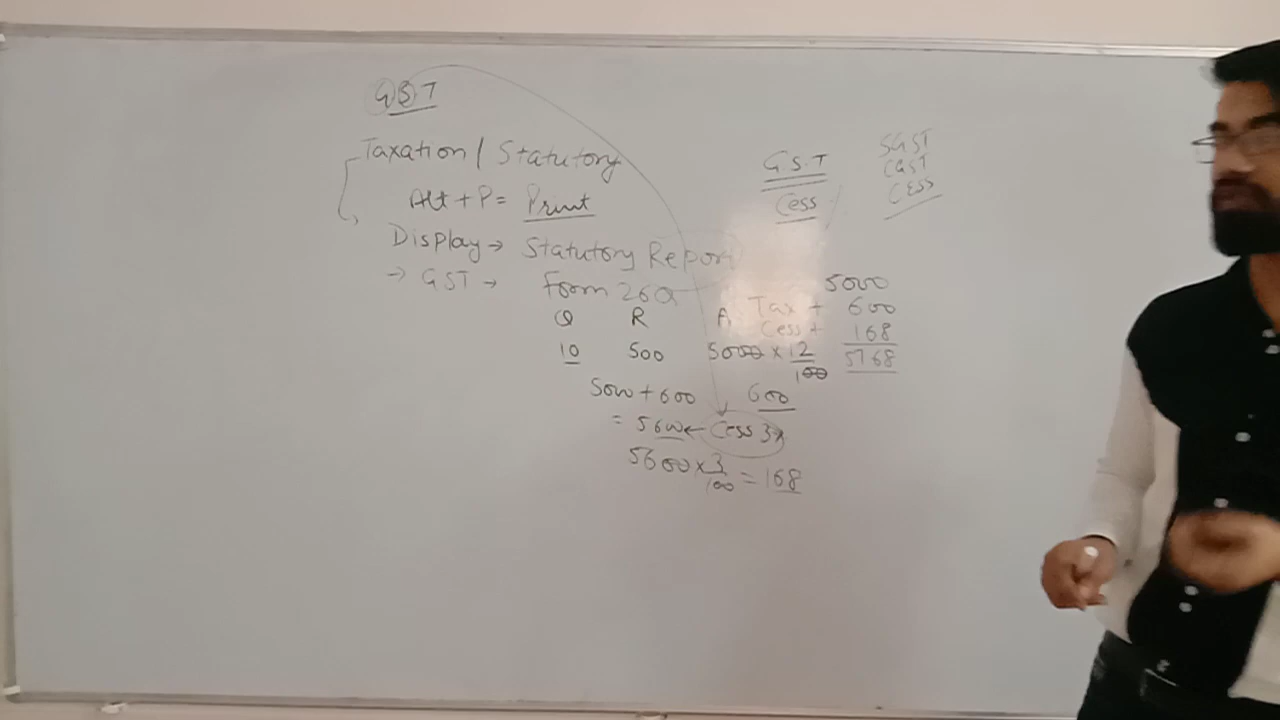 GST
Taxation / Statutory
Alt + P = Print
Display → Statutory Report
→ GST → Form 26Q
Q R A
10 500 5000 × 12/100
5000 + 600 600
= 5600 ← Cess 3%
5600 × 3/100 = 168
G.S.T
Cess
SGST
CGST
CESS
5000
Tax + 600
Cess + 168
5768